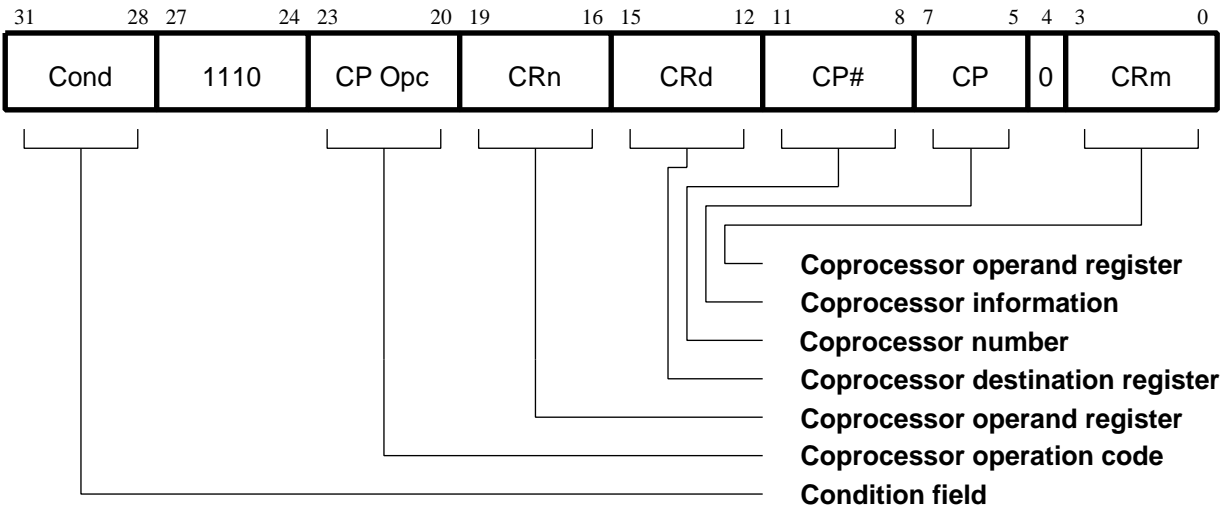 31 28 27 24 23 20 19 16 15 12 11 8 7 5 4 3 0
Cond 1110 CP Opc CRn CRd CP# CP 0 CRm
Coprocessor operand register
Coprocessor information
Coprocessor number
Coprocessor destination register
Coprocessor operand register
Coprocessor operation code
Condition field